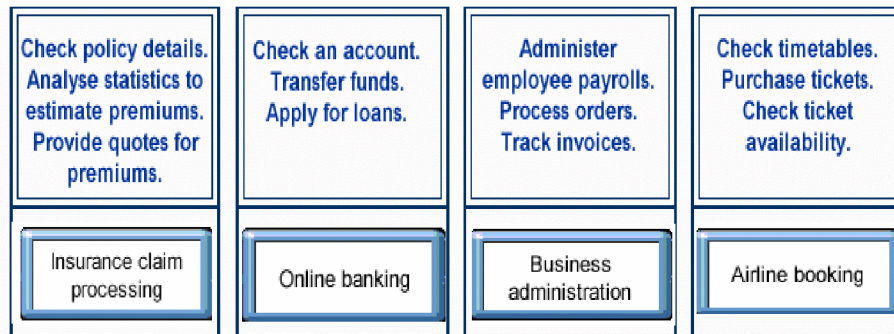 Check policy details.
Analyse statistics to
estimate premiums.
Provide quotes for
premiums.
Insurance claim
processing
Check an account.
Transfer funds.
Apply for loans.
Online banking
Administer
employee payrolls.
Process orders.
Track invoices.
Business
administration
Check timetables.
Purchase tickets.
Check ticket
availability.
Airline booking